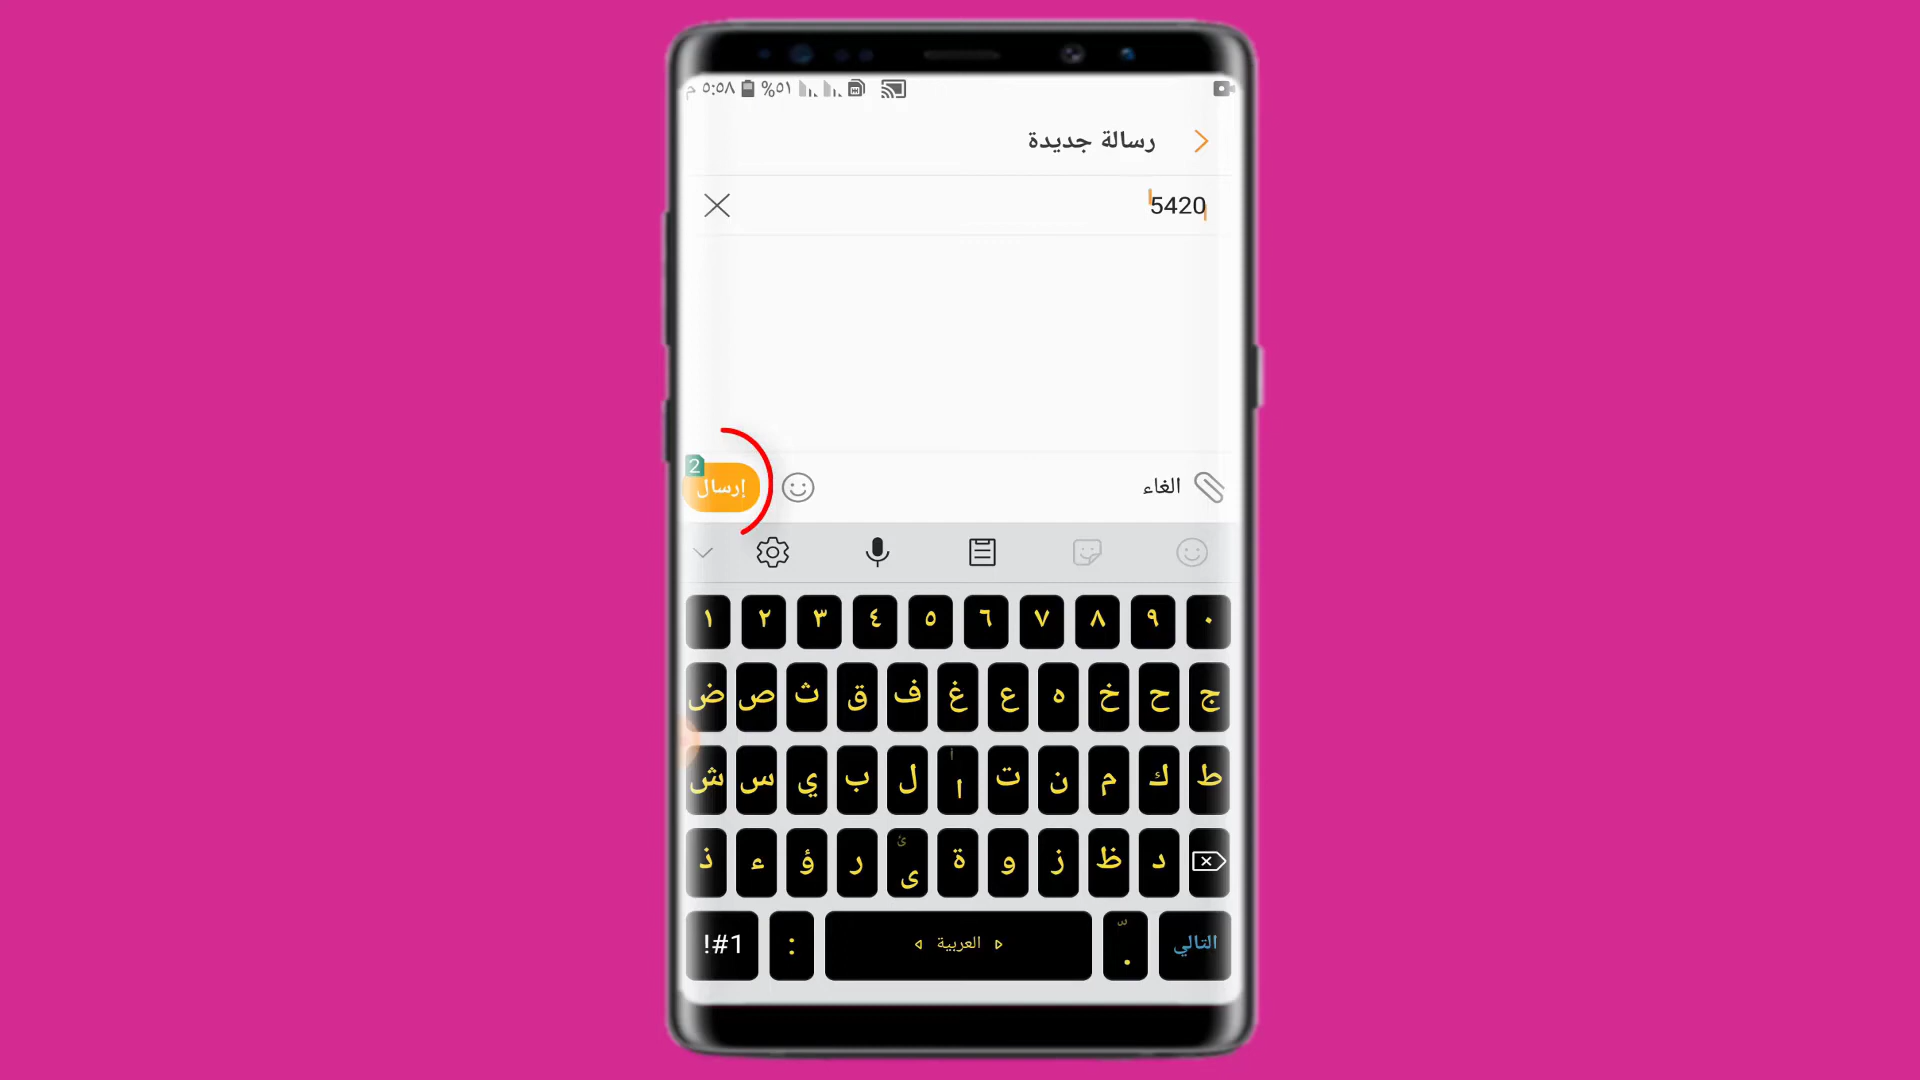 م ٥:٥٨ %٥١
رسالة جديدة
5420
2
إرسال
الغاء
١ ٢ ٣ ٤ ٥ ٦ ٧ ٨ ٩ ٠
ض ص ث ق ف غ ع ه خ ح ج
ش س ي ب ل ا ت ن م ك ط
ذ ء ؤ ر ى ئ ة و ز ظ د
!#1 : العربية . التالي